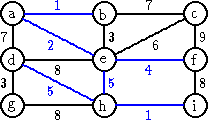 a 1 b 7 c
7 2 3 6 9
d 8 e 4 f
3 5 5 8
g 8 h 1 i